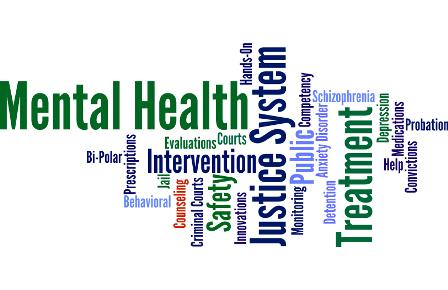 Mental Health
Hands-On
Justice System
Competency
Schizophrenia
Public
Anxiety Disorder
Treatment
Depression
Medications
Probation
Help
Convictions
Evaluations
Courts
Intervention
Bi-Polar
Prescriptions
Jail
Behavioral
Counseling
Criminal Courts
Safety
Innovations
Monitoring
Detention